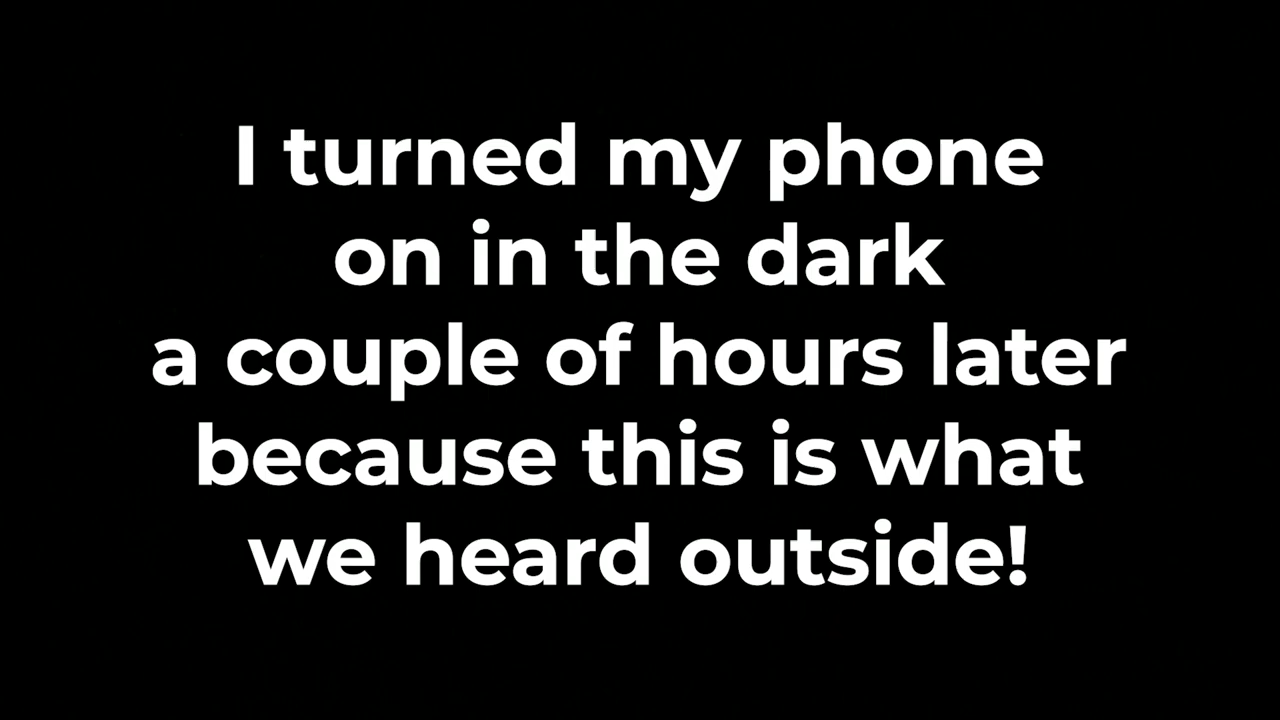 I turned my phone
on in the dark
a couple of hours later
because this is what
we heard outside!